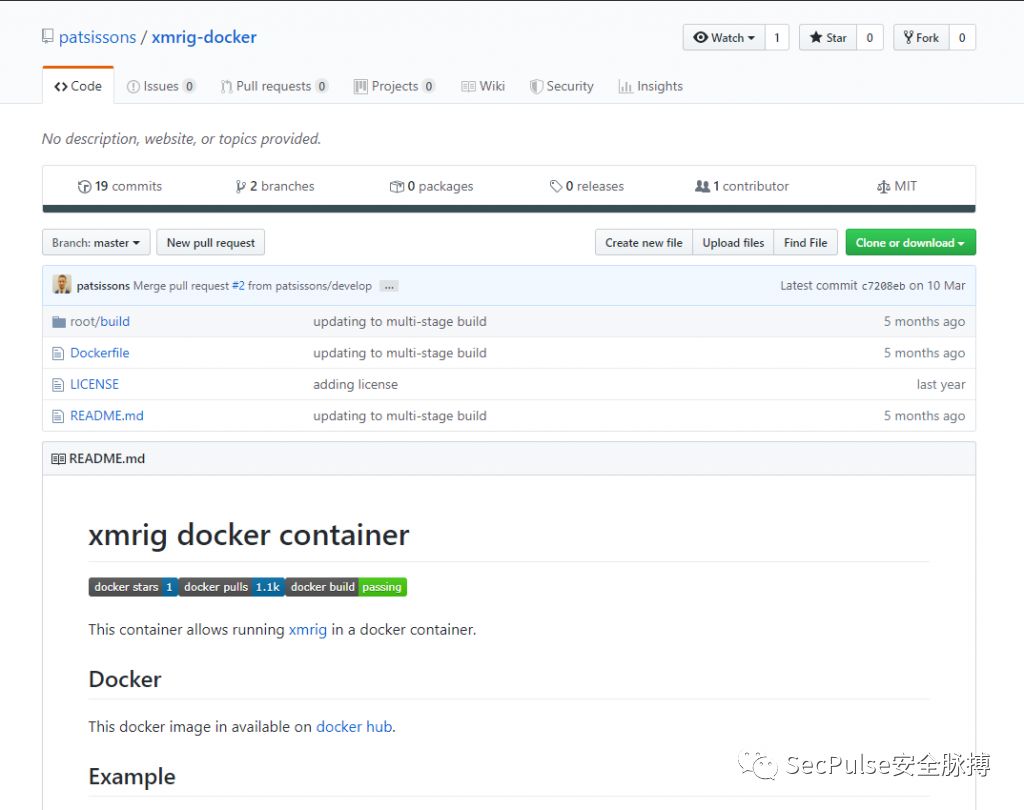 patsissons / xmrig-docker
Watch 1 Star 0 Fork 0
Code Issues 0 Pull requests 0 Projects 0 Wiki Security Insights
No description, website, or topics provided.
19 commits 2 branches 0 packages 0 releases 1 contributor MIT
Branch: master New pull request Create new file Upload files Find File Clone or download
patsissons Merge pull request #2 from patsissons/develop ... Latest commit c7208eb on 10 Mar
root/build updating to multi-stage build 5 months ago
Dockerfile updating to multi-stage build 5 months ago
LICENSE adding license last year
README.md updating to multi-stage build 5 months ago
README.md
xmrig docker container
docker stars 1 docker pulls 1.1k docker build passing
This container allows running xmrig in a docker container.
Docker
This docker image in available on docker hub.
Example
SecPulse安全脉搏